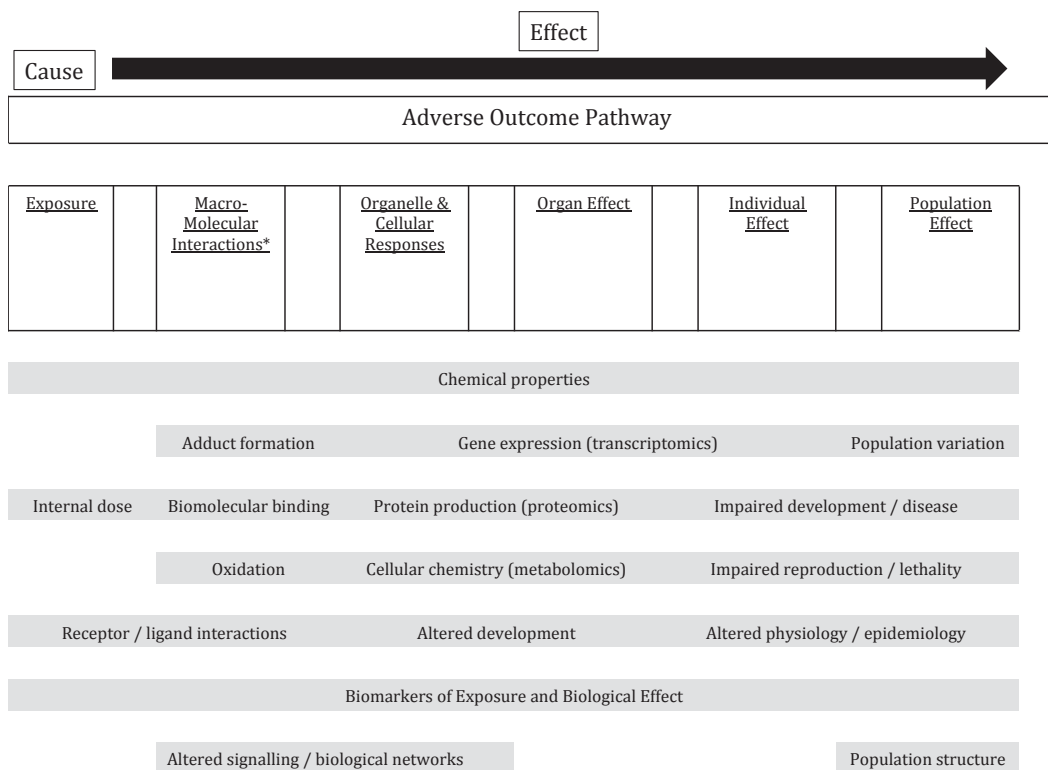 Effect
Cause
Adverse Outcome Pathway
Exposure
Macro-
Molecular
Interactions*
Organelle &
Cellular
Responses
Organ Effect
Individual
Effect
Population
Effect
Chemical properties
Adduct formation Gene expression (transcriptomics) Population variation
Internal dose Biomolecular binding Protein production (proteomics) Impaired development / disease
Oxidation Cellular chemistry (metabolomics) Impaired reproduction / lethality
Receptor / ligand interactions Altered development Altered physiology / epidemiology
Biomarkers of Exposure and Biological Effect
Altered signalling / biological networks Population structure